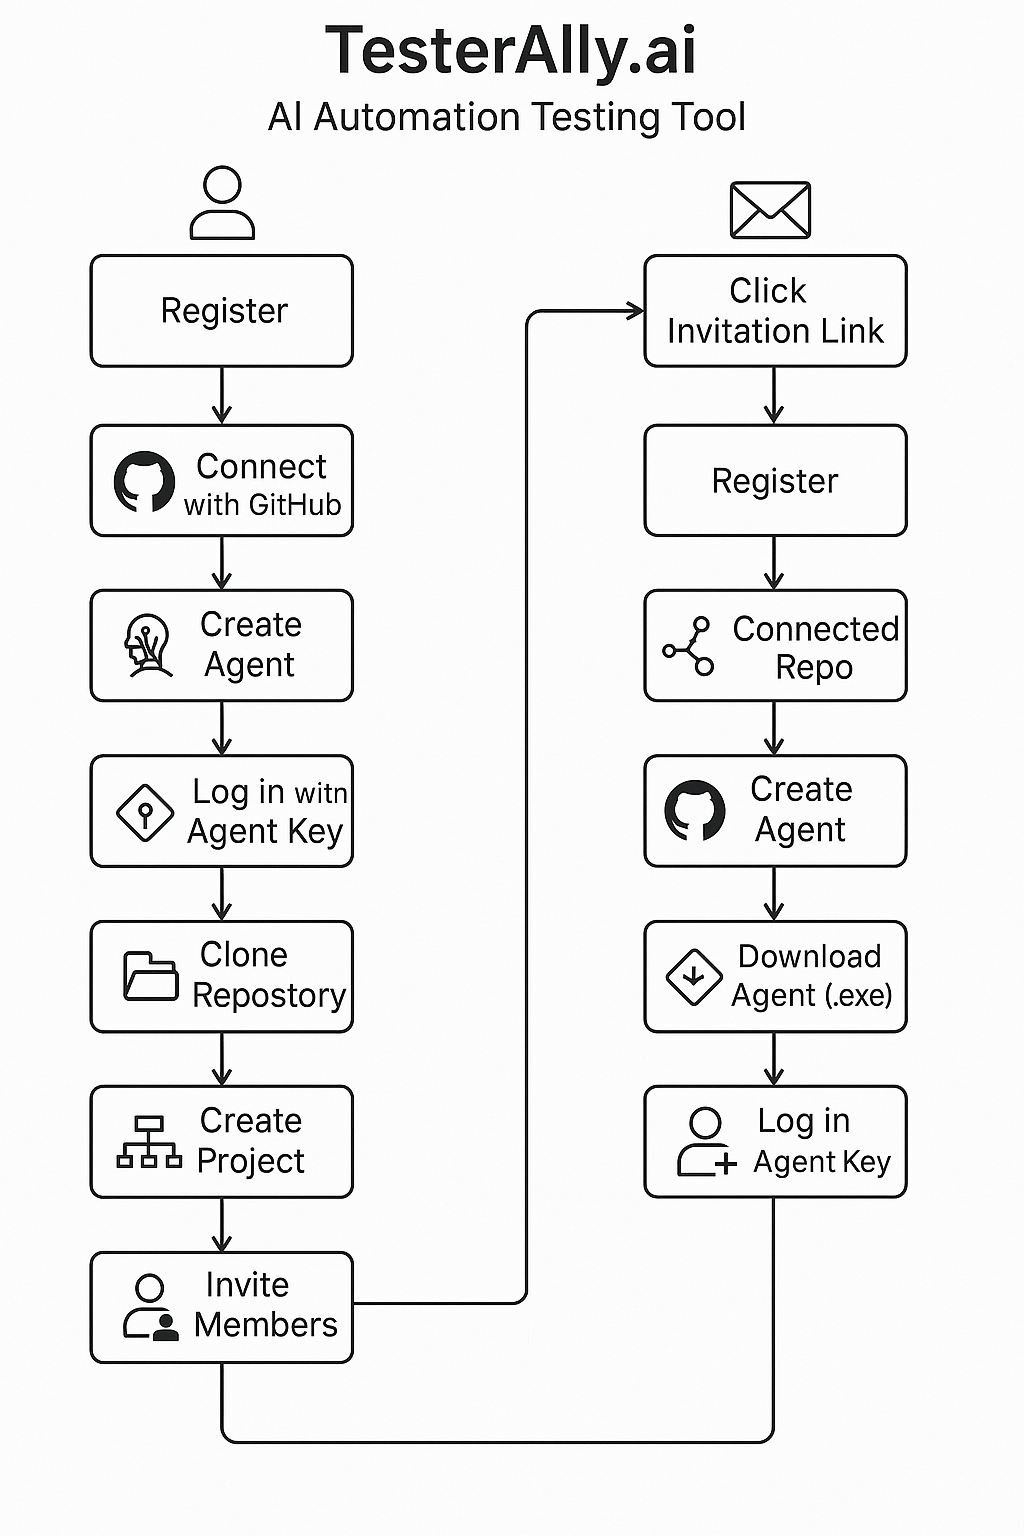 TesterAlly.ai
AI Automation Testing Tool
Register
Connect
with GitHub
Create
Agent
Log in witn
Agent Key
Clone
Repostory
Create
Project
Invite
Members
Click
Invitation Link
Register
Connected
Repo
Create
Agent
Download
Agent (.exe)
Log in
Agent Key